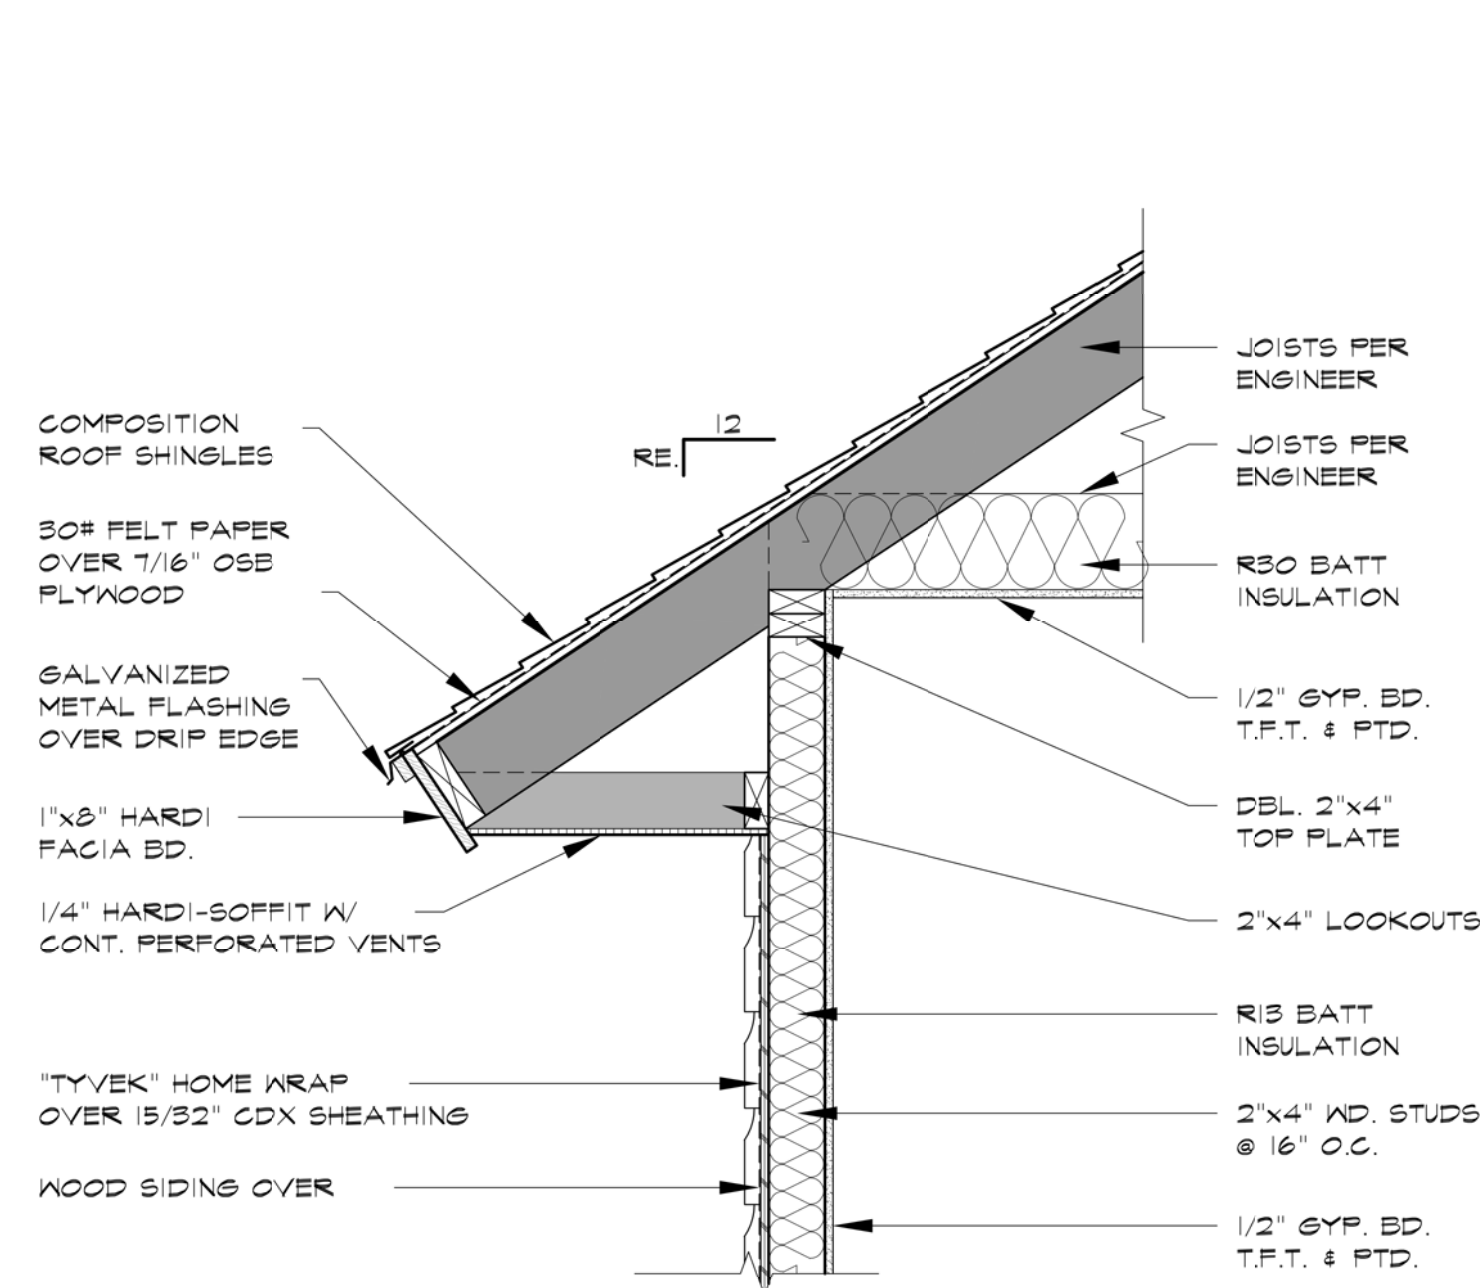 COMPOSITION
ROOF SHINGLES
30# FELT PAPER
OVER 7/16" OSB
PLYWOOD
GALVANIZED
METAL FLASHING
OVER DRIP EDGE
1"x8" HARDI
FACIA BD.
1/4" HARDI-SOFFIT W/
CONT. PERFORATED VENTS
"TYVEK" HOME WRAP
OVER 15/32" CDX SHEATHING
WOOD SIDING OVER
12
RE.
JOISTS PER
ENGINEER
JOISTS PER
ENGINEER
R30 BATT
INSULATION
1/2" GYP. BD.
T.F.T. & PTD.
DBL. 2"x4"
TOP PLATE
2"x4" LOOKOUTS
R13 BATT
INSULATION
2"x4" WD. STUDS
@ 16" O.C.
1/2" GYP. BD.
T.F.T. & PTD.